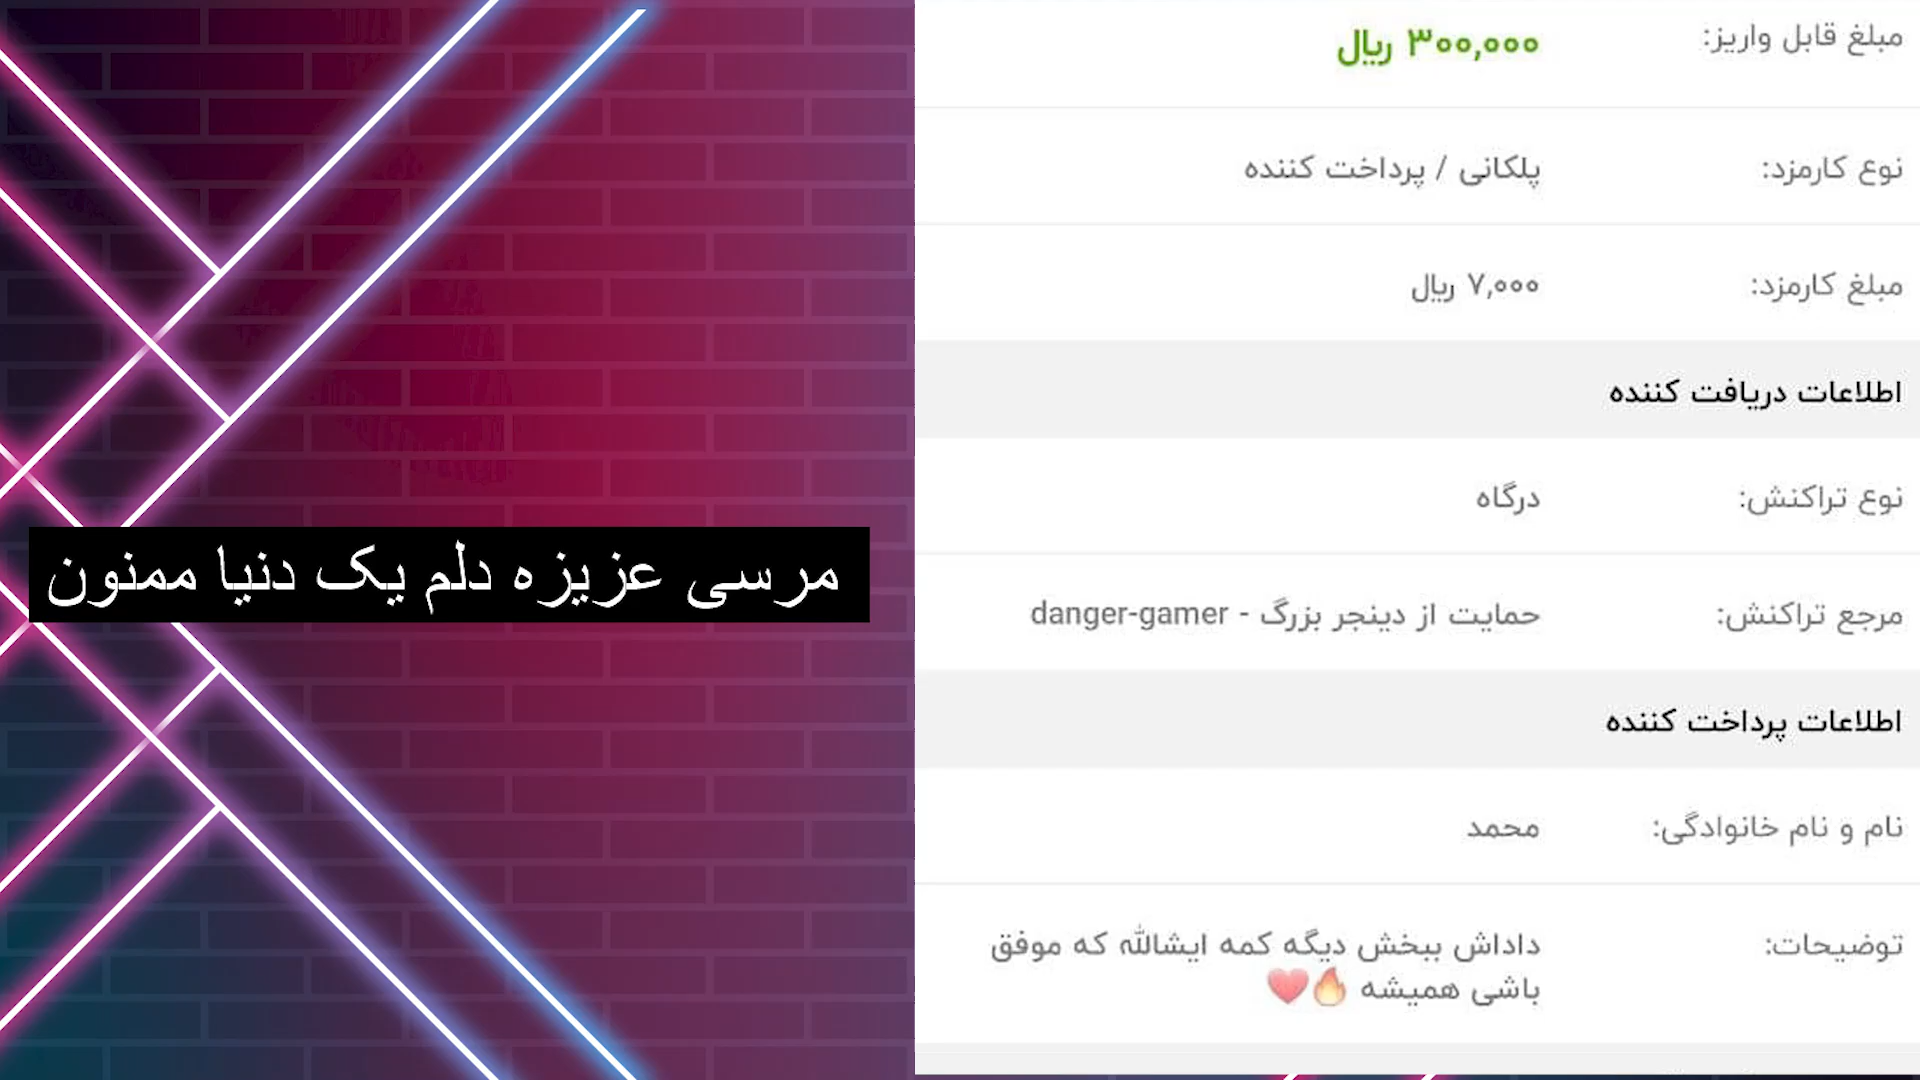 مبلغ قابل واریز: ۳۰۰,۰۰۰ ریال
نوع کارمزد: پلکانی / پرداخت کننده
مبلغ کارمزد: ۷,۰۰۰ ریال
اطلاعات دریافت کننده
نوع تراکنش: درگاه
مرجع تراکنش: حمایت از دینجر بزرگ - danger-gamer
اطلاعات پرداخت کننده
نام و نام خانوادگی: محمد
توضیحات: داداش ببخش دیگه کمه ایشالله که موفق
باشی همیشه 🔥❤️
مرسی عزیزه دلم یک دنیا ممنون